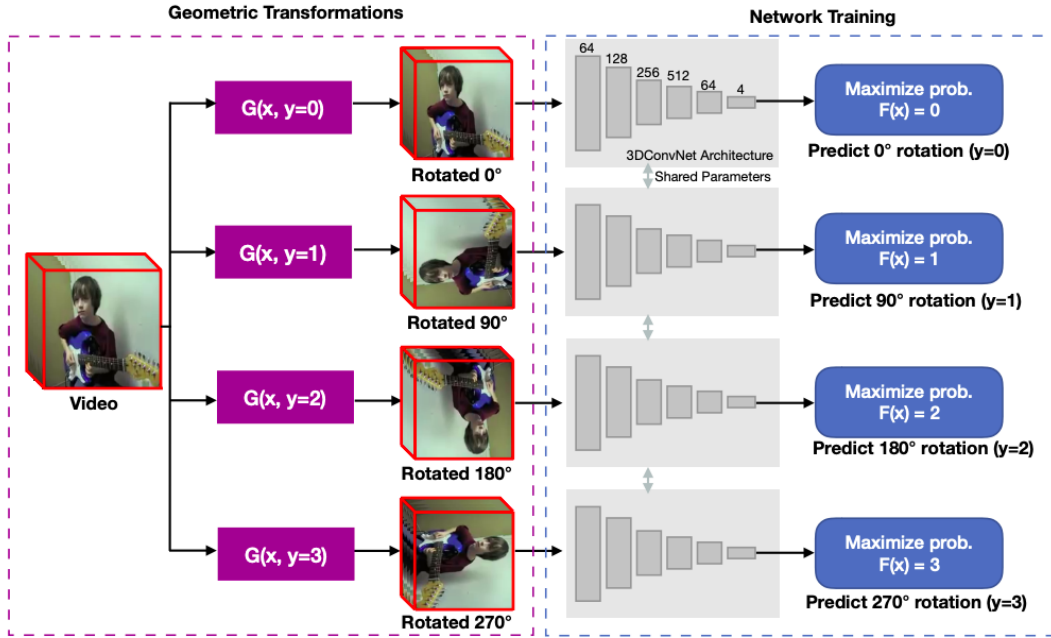 Geometric Transformations
Network Training
G(x, y=0)
Rotated 0°
64
128
256
512
64
4
3DConvNet Architecture
Shared Parameters
Maximize prob.
F(x) = 0
Predict 0° rotation (y=0)
Video
G(x, y=1)
Rotated 90°
Maximize prob.
F(x) = 1
Predict 90° rotation (y=1)
G(x, y=2)
Rotated 180°
Maximize prob.
F(x) = 2
Predict 180° rotation (y=2)
G(x, y=3)
Rotated 270°
Maximize prob.
F(x) = 3
Predict 270° rotation (y=3)